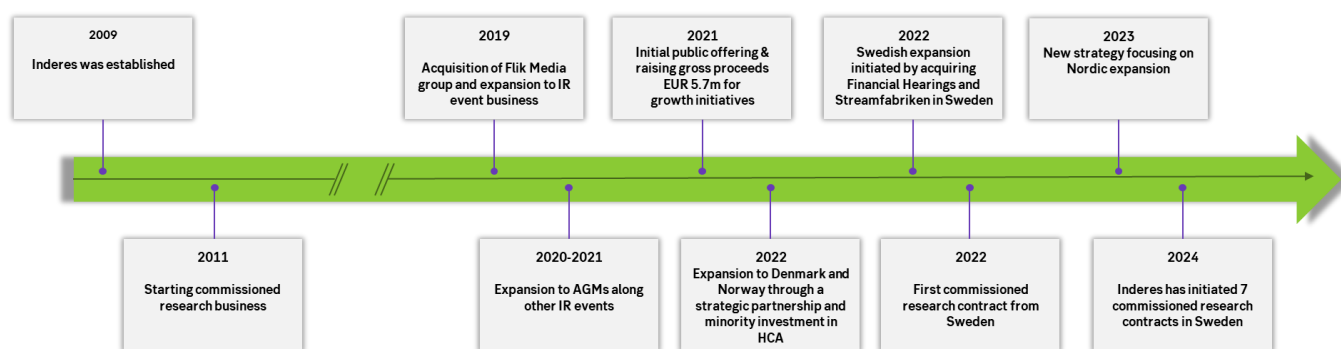 2009
Inderes was established
2019
Acquisition of Flik Media
group and expansion to IR
event business
2021
Initial public offering &
raising gross proceeds
EUR 5.7m for
growth initiatives
2022
Swedish expansion
initiated by acquiring
Financial Hearings and
Streamfabriken in Sweden
2023
New strategy focusing on
Nordic expansion
2011
Starting commissioned
research business
2020-2021
Expansion to AGMs along
other IR events
2022
Expansion to Denmark and
Norway through a
strategic partnership and
minority investment in
HCA
2022
First commissioned
research contract from
Sweden
2024
Inderes has initiated 7
commissioned research
contracts in Sweden